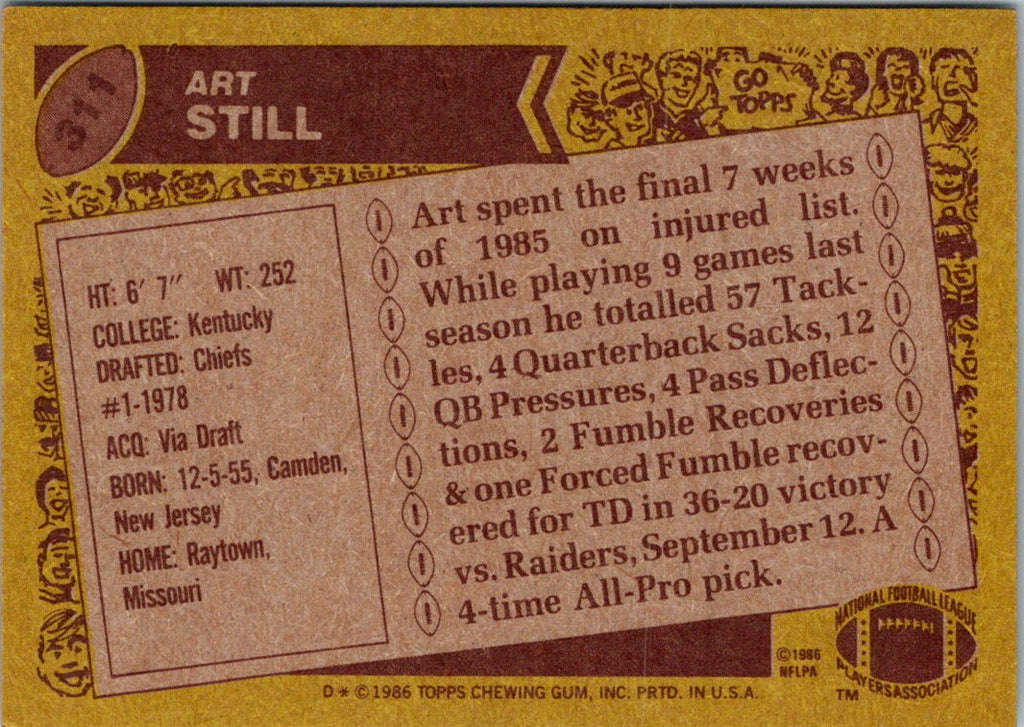 311
ART
STILL
GO
TOPPS
HT: 6' 7" WT: 252
COLLEGE: Kentucky
DRAFTED: Chiefs
#1-1978
ACQ: Via Draft
BORN: 12-5-55, Camden,
New Jersey
HOME: Raytown,
Missouri
Art spent the final 7 weeks
of 1985 on injured list.
While playing 9 games last
season he totalled 57 Tack-
les, 4 Quarterback Sacks, 12
QB Pressures, 4 Pass Deflec-
tions, 2 Fumble Recoveries
& one Forced Fumble recov-
ered for TD in 36-20 victory
vs. Raiders, September 12. A
4-time All-Pro pick.
NATIONAL FOOTBALL LEAGUE
PLAYERS ASSOCIATION
TM
©1986
NFLPA
D* ©1986 TOPPS CHEWING GUM, INC. PRTD. IN U.S.A.